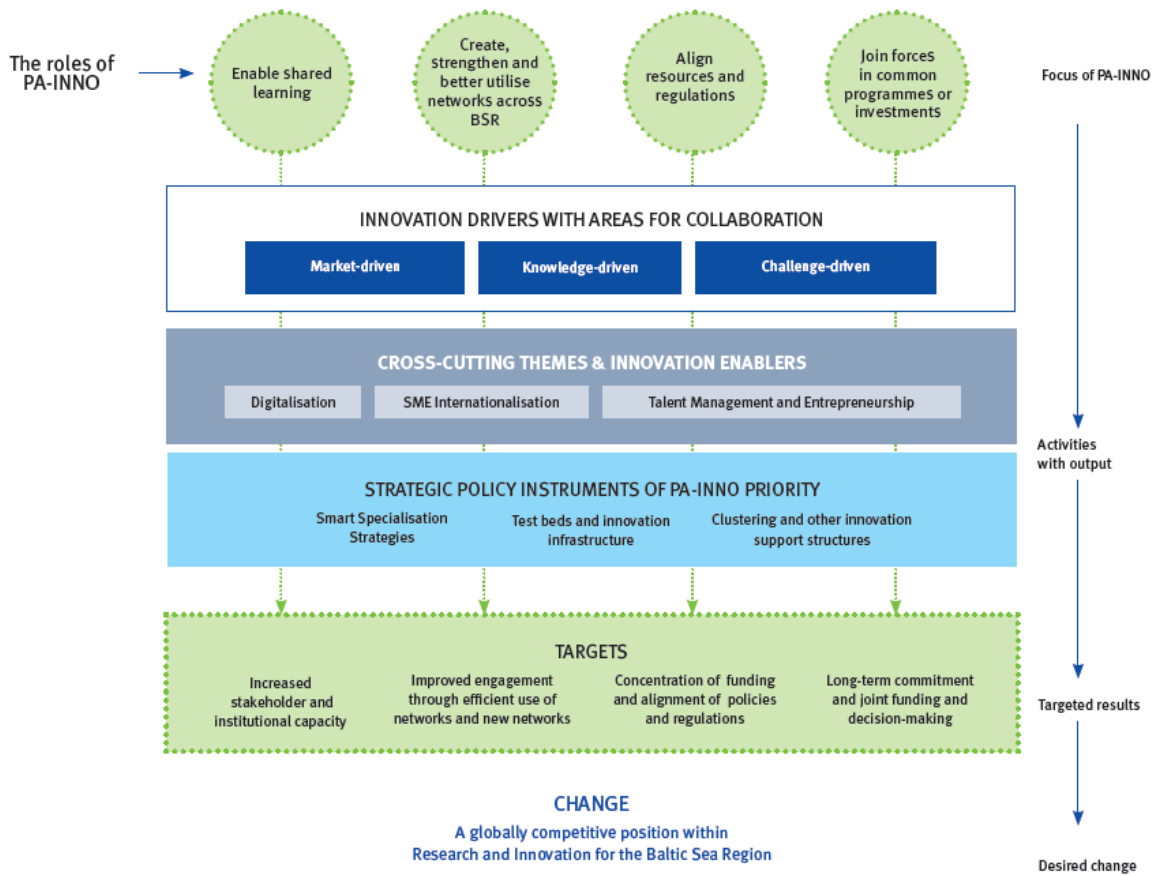 The roles of
PA-INNO
Enable shared
learning
Create,
strengthen and
better utilise
networks across
BSR
Align
resources and
regulations
Join forces
in common
programmes or
investments
Focus of PA-INNO
INNOVATION DRIVERS WITH AREAS FOR COLLABORATION
Market-driven
Knowledge-driven
Challenge-driven
CROSS-CUTTING THEMES & INNOVATION ENABLERS
Digitalisation
SME Internationalisation
Talent Management and Entrepreneurship
Activities
with output
STRATEGIC POLICY INSTRUMENTS OF PA-INNO PRIORITY
Smart Specialisation
Strategies
Test beds and innovation
infrastructure
Clustering and other innovation
support structures
TARGETS
Increased
stakeholder and
institutional capacity
Improved engagement
through efficient use of
networks and new networks
Concentration of funding
and alignment of policies
and regulations
Long-term commitment
and joint funding and
decision-making
Targeted results
CHANGE
A globally competitive position within
Research and Innovation for the Baltic Sea Region
Desired change